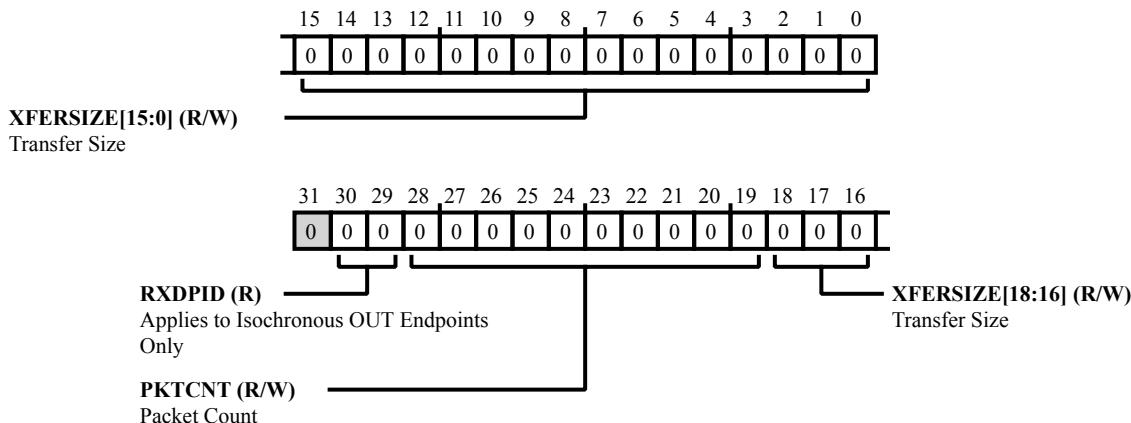 15 14 13 12 11 10 9 8 7 6 5 4 3 2 1 0
0 0 0 0 0 0 0 0 0 0 0 0 0 0 0 0
XFERSIZE[15:0] (R/W)
Transfer Size
31 30 29 28 27 26 25 24 23 22 21 20 19 18 17 16
0 0 0 0 0 0 0 0 0 0 0 0 0 0 0 0
RXDPID (R)
Applies to Isochronous OUT Endpoints
Only
XFERSIZE[18:16] (R/W)
Transfer Size
PKTCNT (R/W)
Packet Count